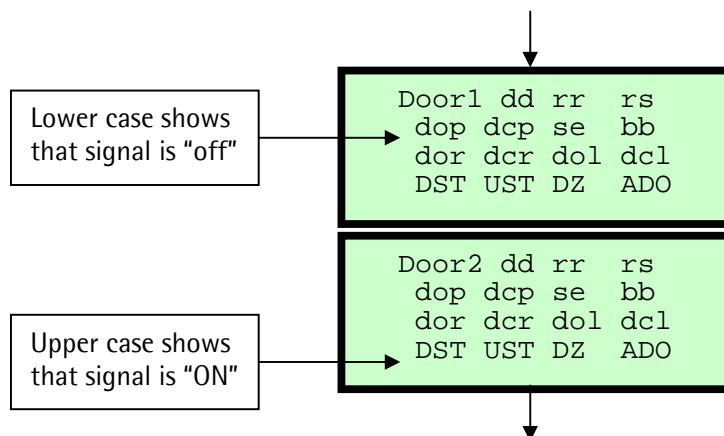 Lower case shows
that signal is "off"
Door1 dd rr rs
dop dcp se bb
dor dcr dol dcl
DST UST DZ ADO
Upper case shows
that signal is "ON"
Door2 dd rr rs
dop dcp se bb
dor dcr dol dcl
DST UST DZ ADO